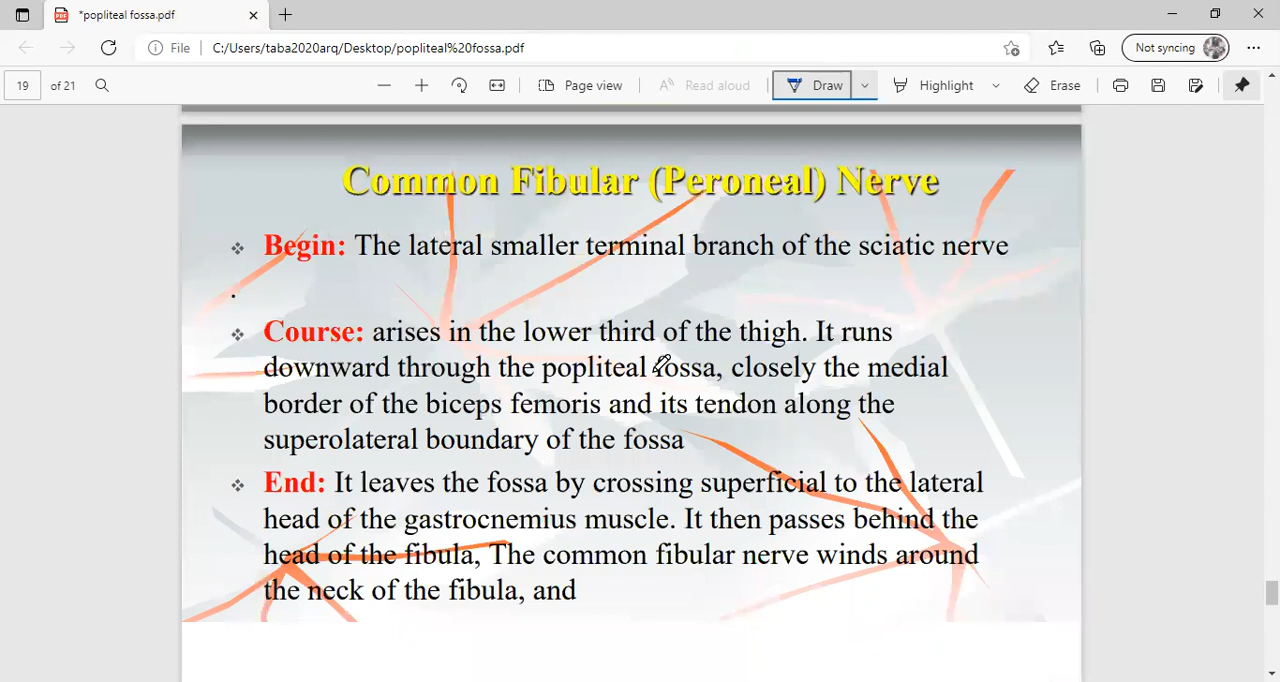 *popliteal fossa.pdf
File
C:/Users/taba2020arq/Desktop/popliteal%20fossa.pdf
Not syncing
19 of 21
Page view
Read aloud
Draw
Highlight
Erase
Common Fibular (Peroneal) Nerve
Begin: The lateral smaller terminal branch of the sciatic nerve
.
Course: arises in the lower third of the thigh. It runs
downward through the popliteal fossa, closely the medial
border of the biceps femoris and its tendon along the
superolateral boundary of the fossa
End: It leaves the fossa by crossing superficial to the lateral
head of the gastrocnemius muscle. It then passes behind the
head of the fibula, The common fibular nerve winds around
the neck of the fibula, and